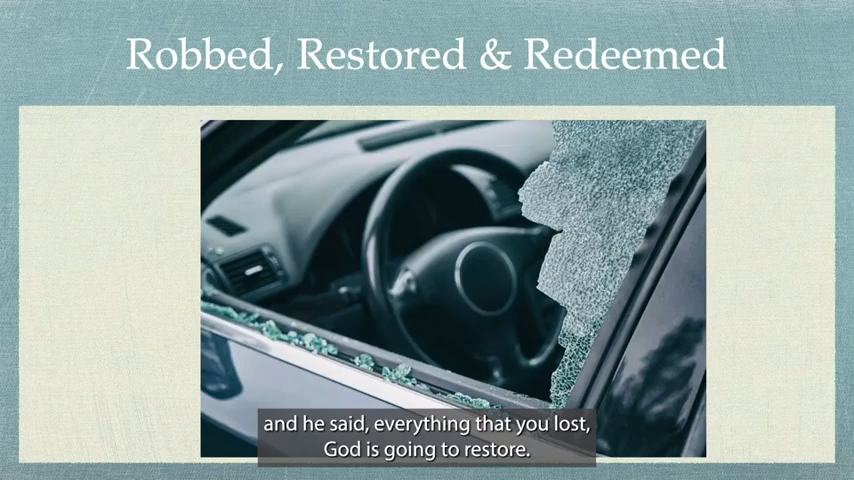 Robbed, Restored & Redeemed
and he said, everything that you lost,
God is going to restore.